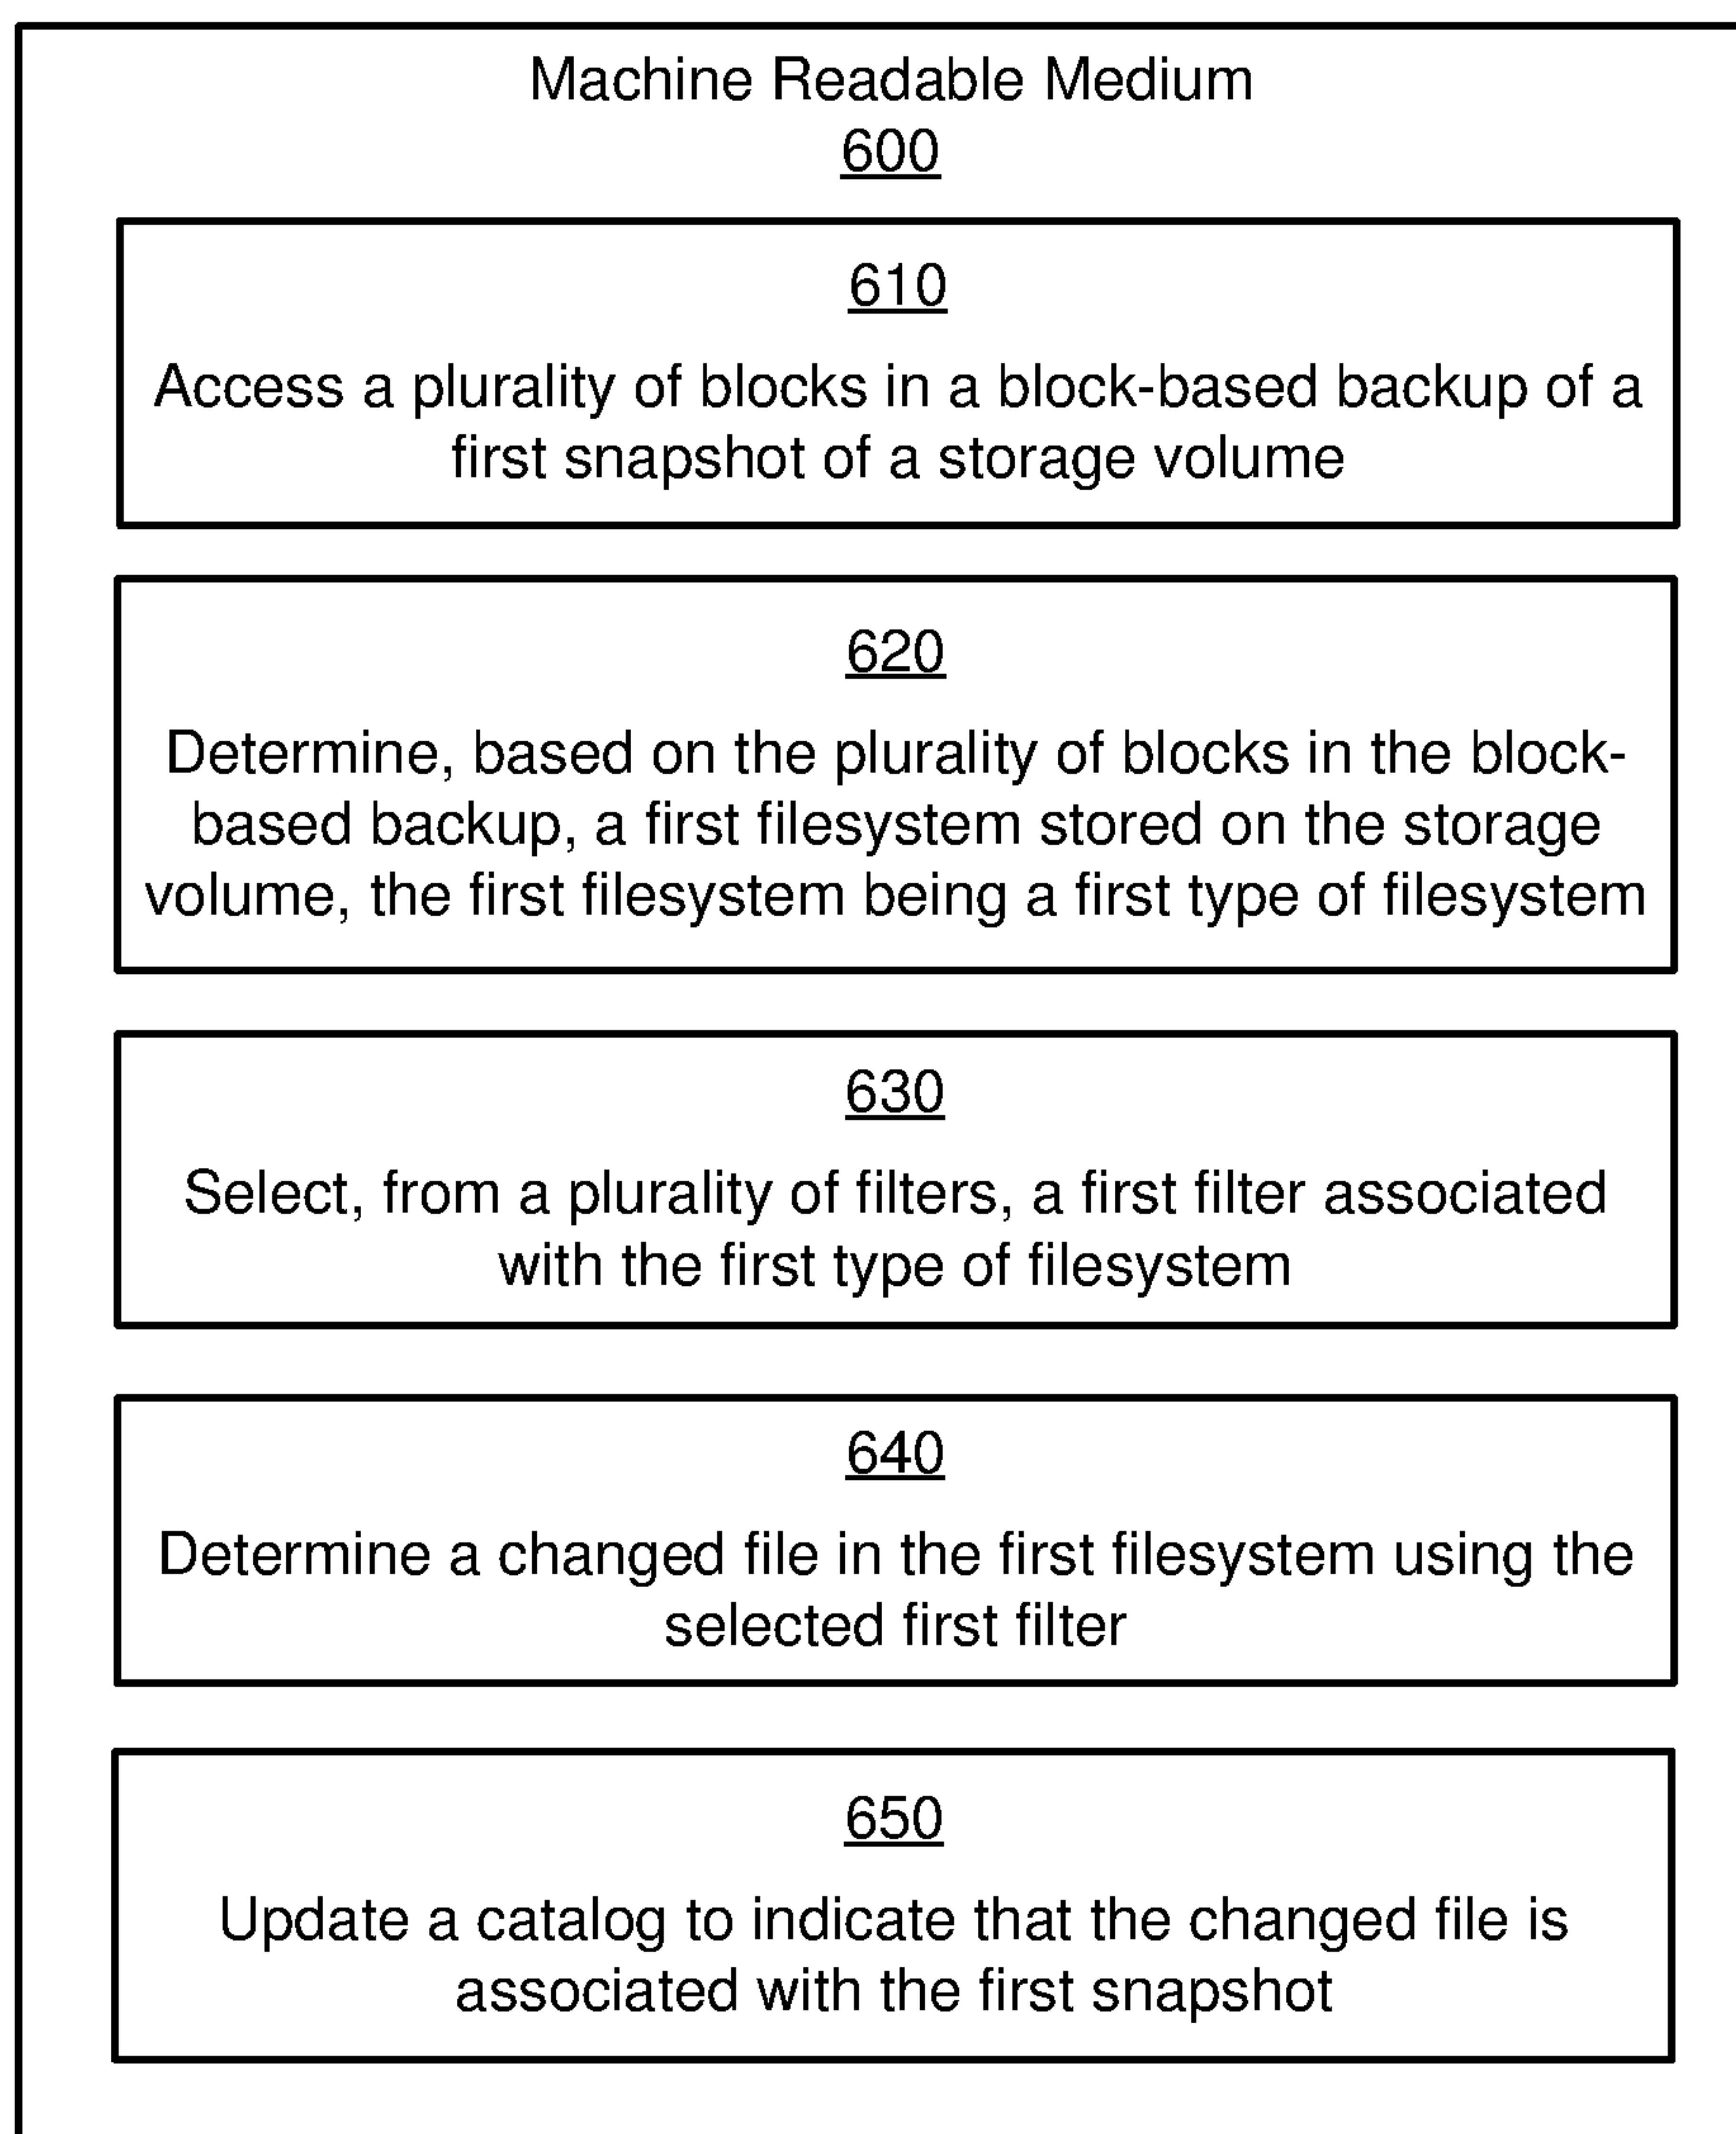 Machine Readable Medium
600
610
Access a plurality of blocks in a block-based backup of a
first snapshot of a storage volume
620
Determine, based on the plurality of blocks in the block-
based backup, a first filesystem stored on the storage
volume, the first filesystem being a first type of filesystem
630
Select, from a plurality of filters, a first filter associated
with the first type of filesystem
640
Determine a changed file in the first filesystem using the
selected first filter
650
Update a catalog to indicate that the changed file is
associated with the first snapshot